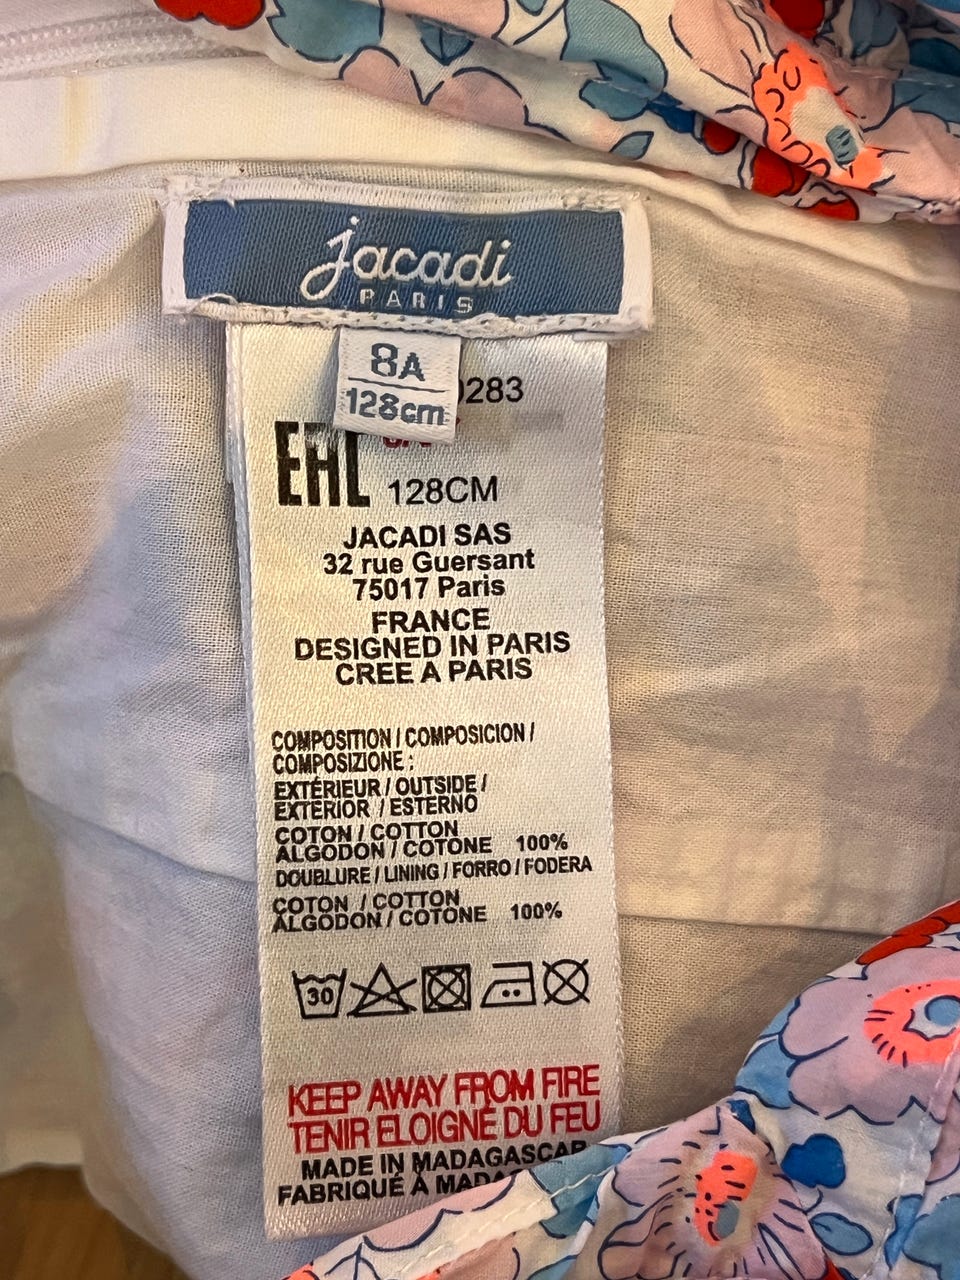 jacadi
PARIS
8A
128cm
0283
EAC
128CM
JACADI SAS
32 rue Guersant
75017 Paris
FRANCE
DESIGNED IN PARIS
CREE A PARIS
COMPOSITION / COMPOSICION /
COMPOSIZIONE :
EXTÉRIEUR / OUTSIDE /
EXTERIOR / ESTERNO
COTON / COTTON
ALGODON / COTONE 100%
DOUBLURE / LINING / FORRO / FODERA
COTON / COTTON
ALGODON / COTONE 100%
30
KEEP AWAY FROM FIRE
TENIR ELOIGNÉ DU FEU
MADE IN MADAGASCAR
FABRIQUÉ À